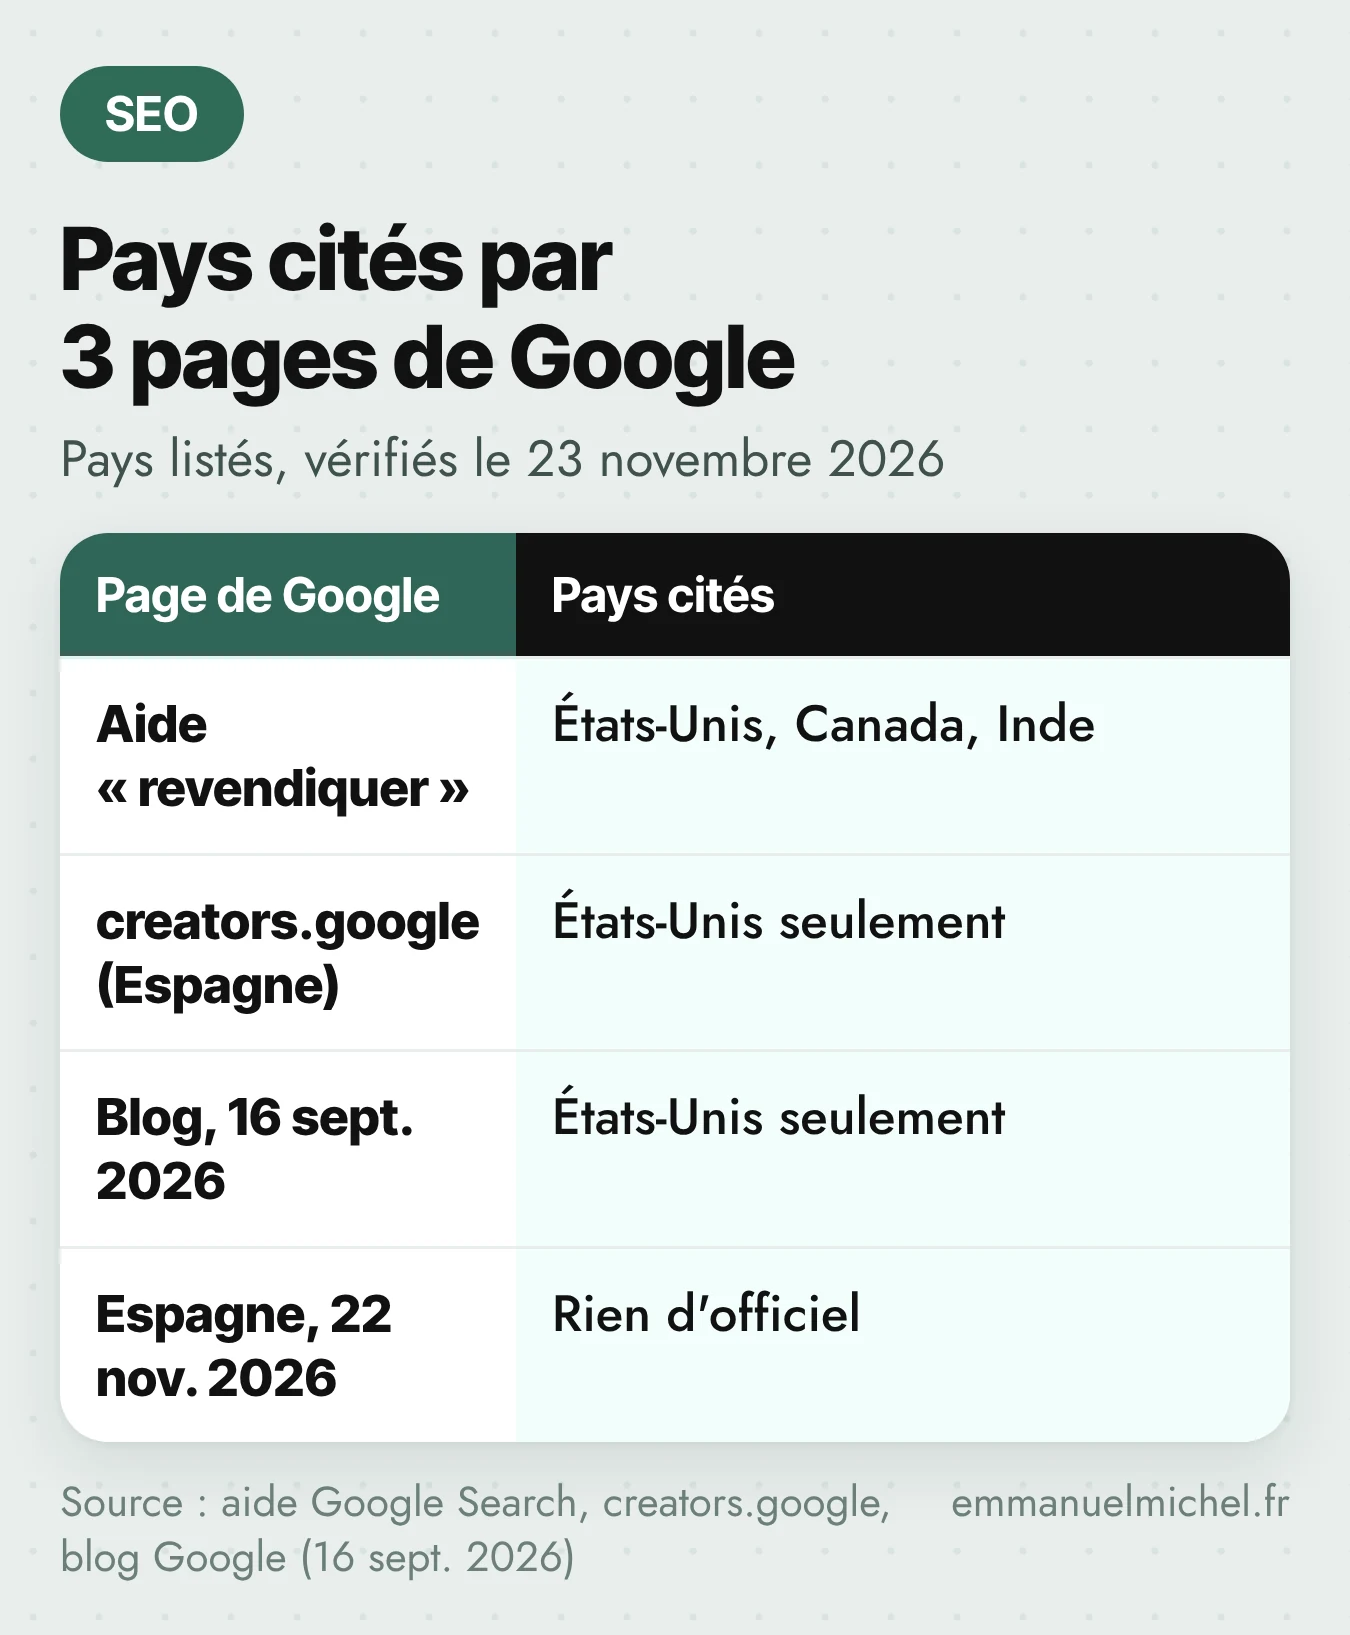 SEO
Pays cités par
3 pages de Google
Pays listés, vérifiés le 23 novembre 2026
Page de Google
Pays cités
Aide
« revendiquer »
États-Unis, Canada, Inde
creators.google
(Espagne)
États-Unis seulement
Blog, 16 sept.
2026
États-Unis seulement
Espagne, 22
nov. 2026
Rien d'officiel
Source : aide Google Search, creators.google,
blog Google (16 sept. 2026)
emmanuelmichel.fr